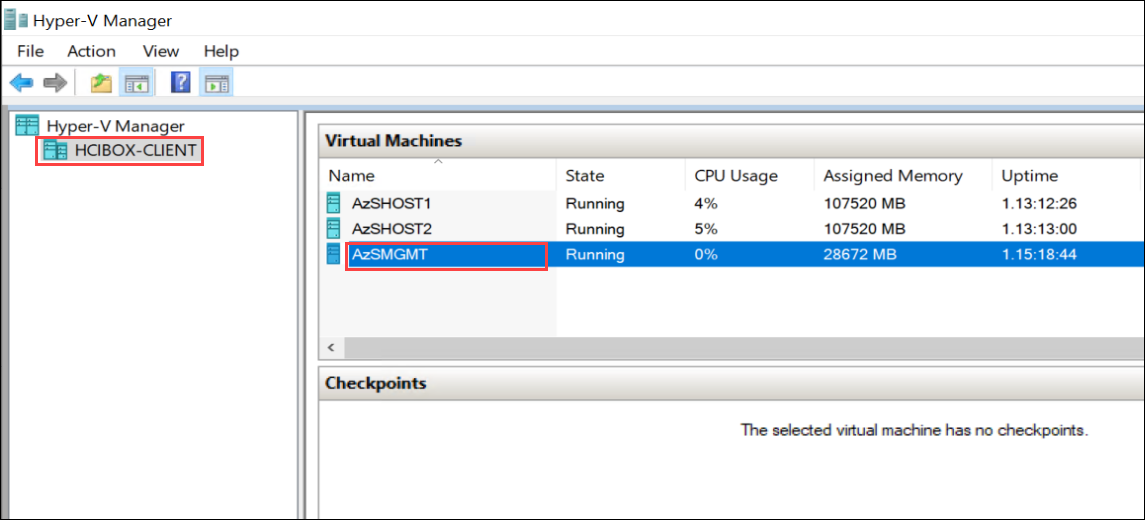 Hyper-V Manager
File Action View Help
Hyper-V Manager
HCIBOX-CLIENT
Virtual Machines
Name State CPU Usage Assigned Memory Uptime
AzSHOST1 Running 4% 107520 MB 1.13:12:26
AzSHOST2 Running 5% 107520 MB 1.13:13:00
AzSMGMT Running 0% 28672 MB 1.15:18:44
Checkpoints
The selected virtual machine has no checkpoints.